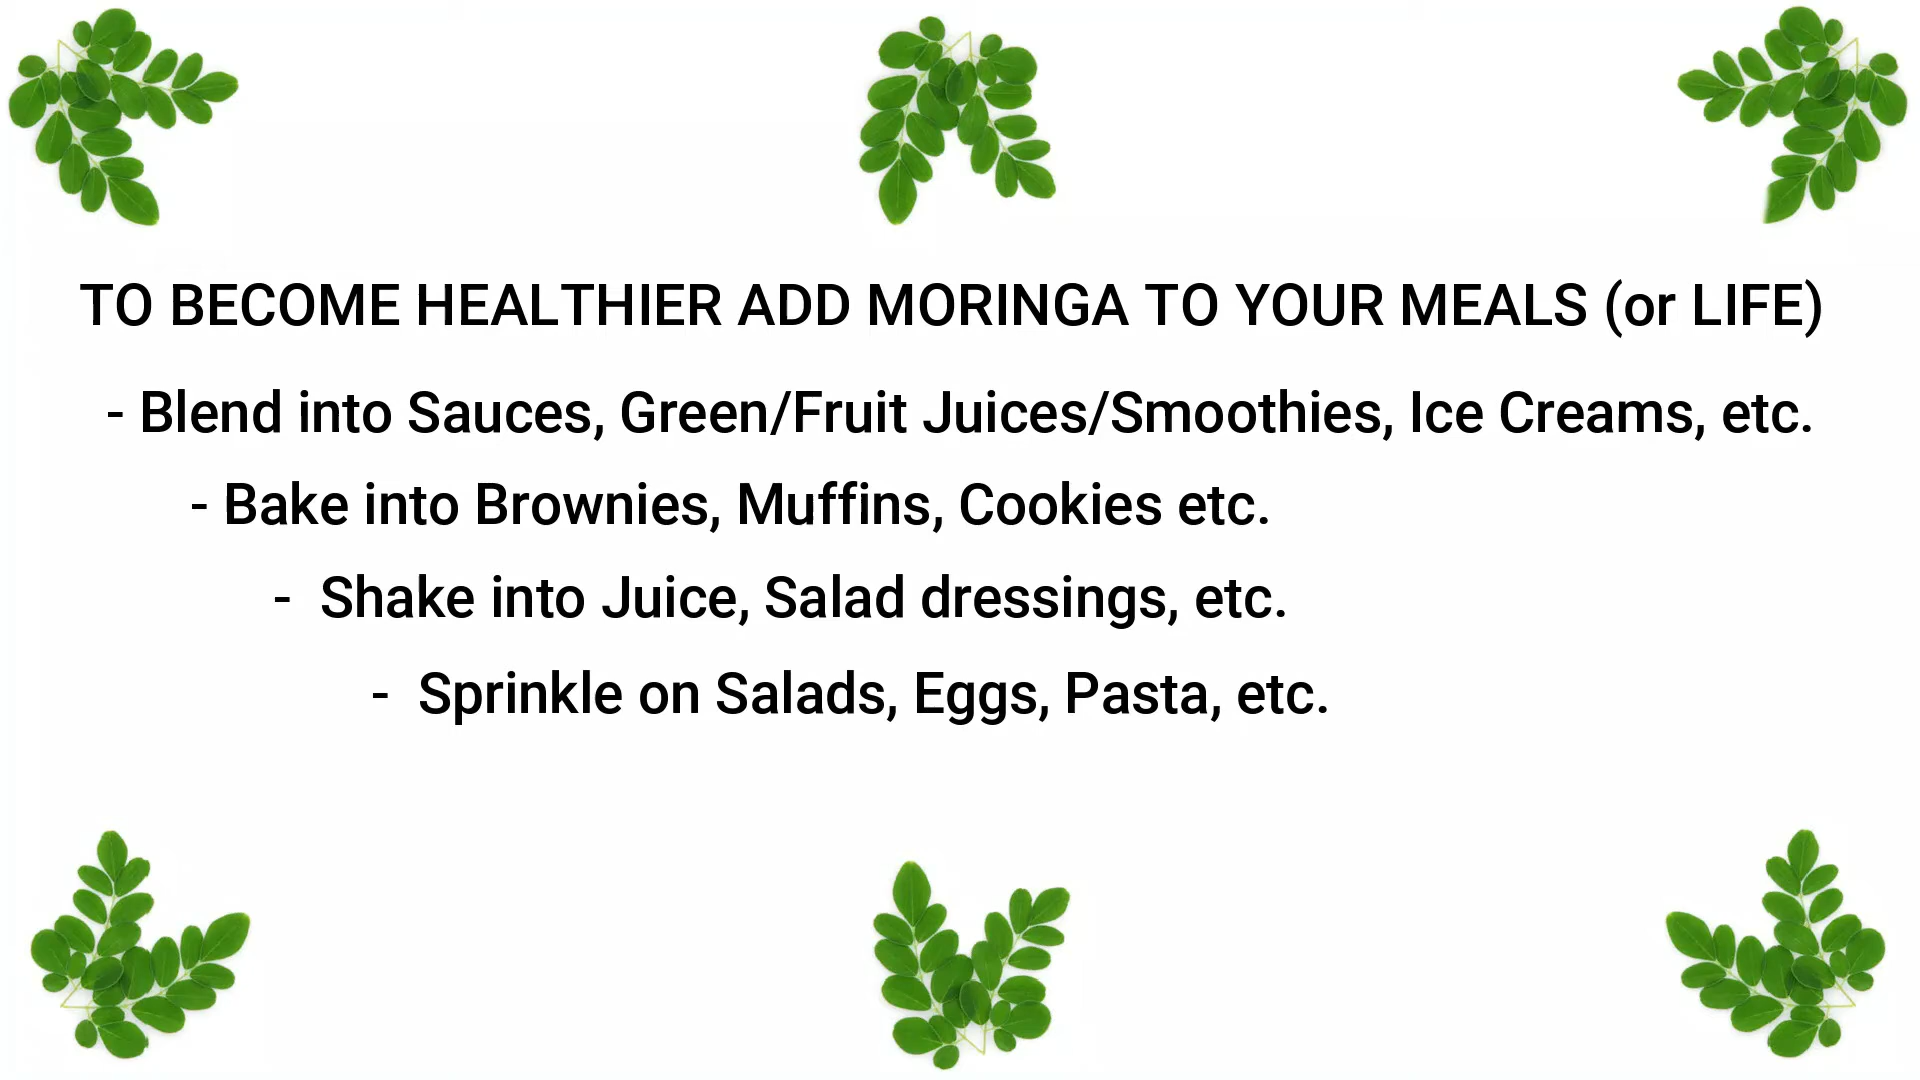 TO BECOME HEALTHIER ADD MORINGA TO YOUR MEALS (or LIFE)
- Blend into Sauces, Green/Fruit Juices/Smoothies, Ice Creams, etc.
- Bake into Brownies, Muffins, Cookies etc.
- Shake into Juice, Salad dressings, etc.
- Sprinkle on Salads, Eggs, Pasta, etc.